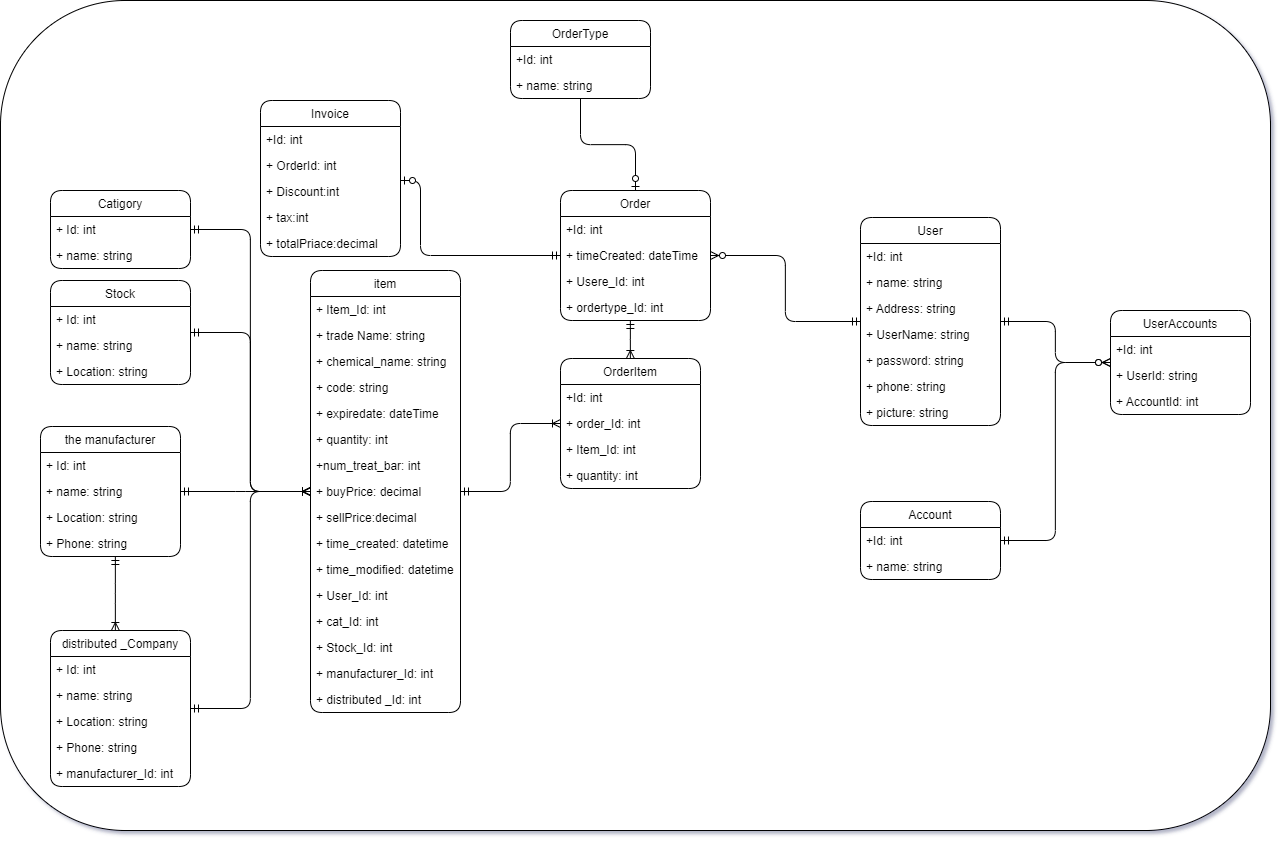 OrderType
+Id: int
+ name: string
Invoice
+Id: int
+ OrderId: int
+ Discount:int
+ tax:int
+ totalPriace:decimal
Catigory
+ Id: int
+ name: string
Stock
+ Id: int
+ name: string
+ Location: string
the manufacturer
+ Id: int
+ name: string
+ Location: string
+ Phone: string
distributed _Company
+ Id: int
+ name: string
+ Location: string
+ Phone: string
+ manufacturer_Id: int
item
+ Item_Id: int
+ trade Name: string
+ chemical_name: string
+ code: string
+ expiredate: dateTime
+ quantity: int
+num_treat_bar: int
+ buyPrice: decimal
+ sellPrice:decimal
+ time_created: datetime
+ time_modified: datetime
+ User_Id: int
+ cat_Id: int
+ Stock_Id: int
+ manufacturer_Id: int
+ distributed _Id: int
Order
+Id: int
+ timeCreated: dateTime
+ Usere_Id: int
+ ordertype_Id: int
OrderItem
+Id: int
+ order_Id: int
+ Item_Id: int
+ quantity: int
User
+Id: int
+ name: string
+ Address: string
+ UserName: string
+ password: string
+ phone: string
+ picture: string
UserAccounts
+Id: int
+ UserId: string
+ AccountId: int
Account
+Id: int
+ name: string